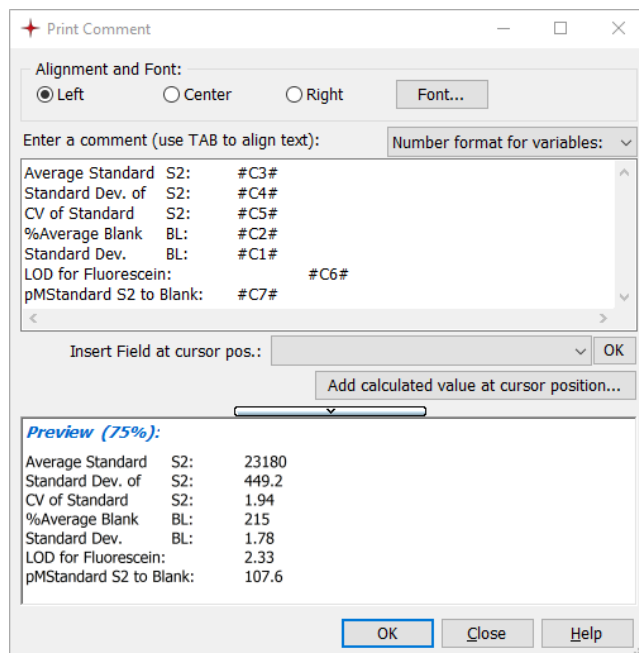 Print Comment
Alignment and Font:
Left Center Right Font...
Enter a comment (use TAB to align text): Number format for variables:
Average Standard S2: #C3#
Standard Dev. of S2: #C4#
CV of Standard S2: #C5#
%Average Blank BL: #C2#
Standard Dev. BL: #C1#
LOD for Fluorescein: #C6#
pMStandard S2 to Blank: #C7#
Insert Field at cursor pos.: OK
Add calculated value at cursor position...
Preview (75%):
Average Standard S2: 23180
Standard Dev. of S2: 449.2
CV of Standard S2: 1.94
%Average Blank BL: 215
Standard Dev. BL: 1.78
LOD for Fluorescein: 2.33
pMStandard S2 to Blank: 107.6
OK Close Help